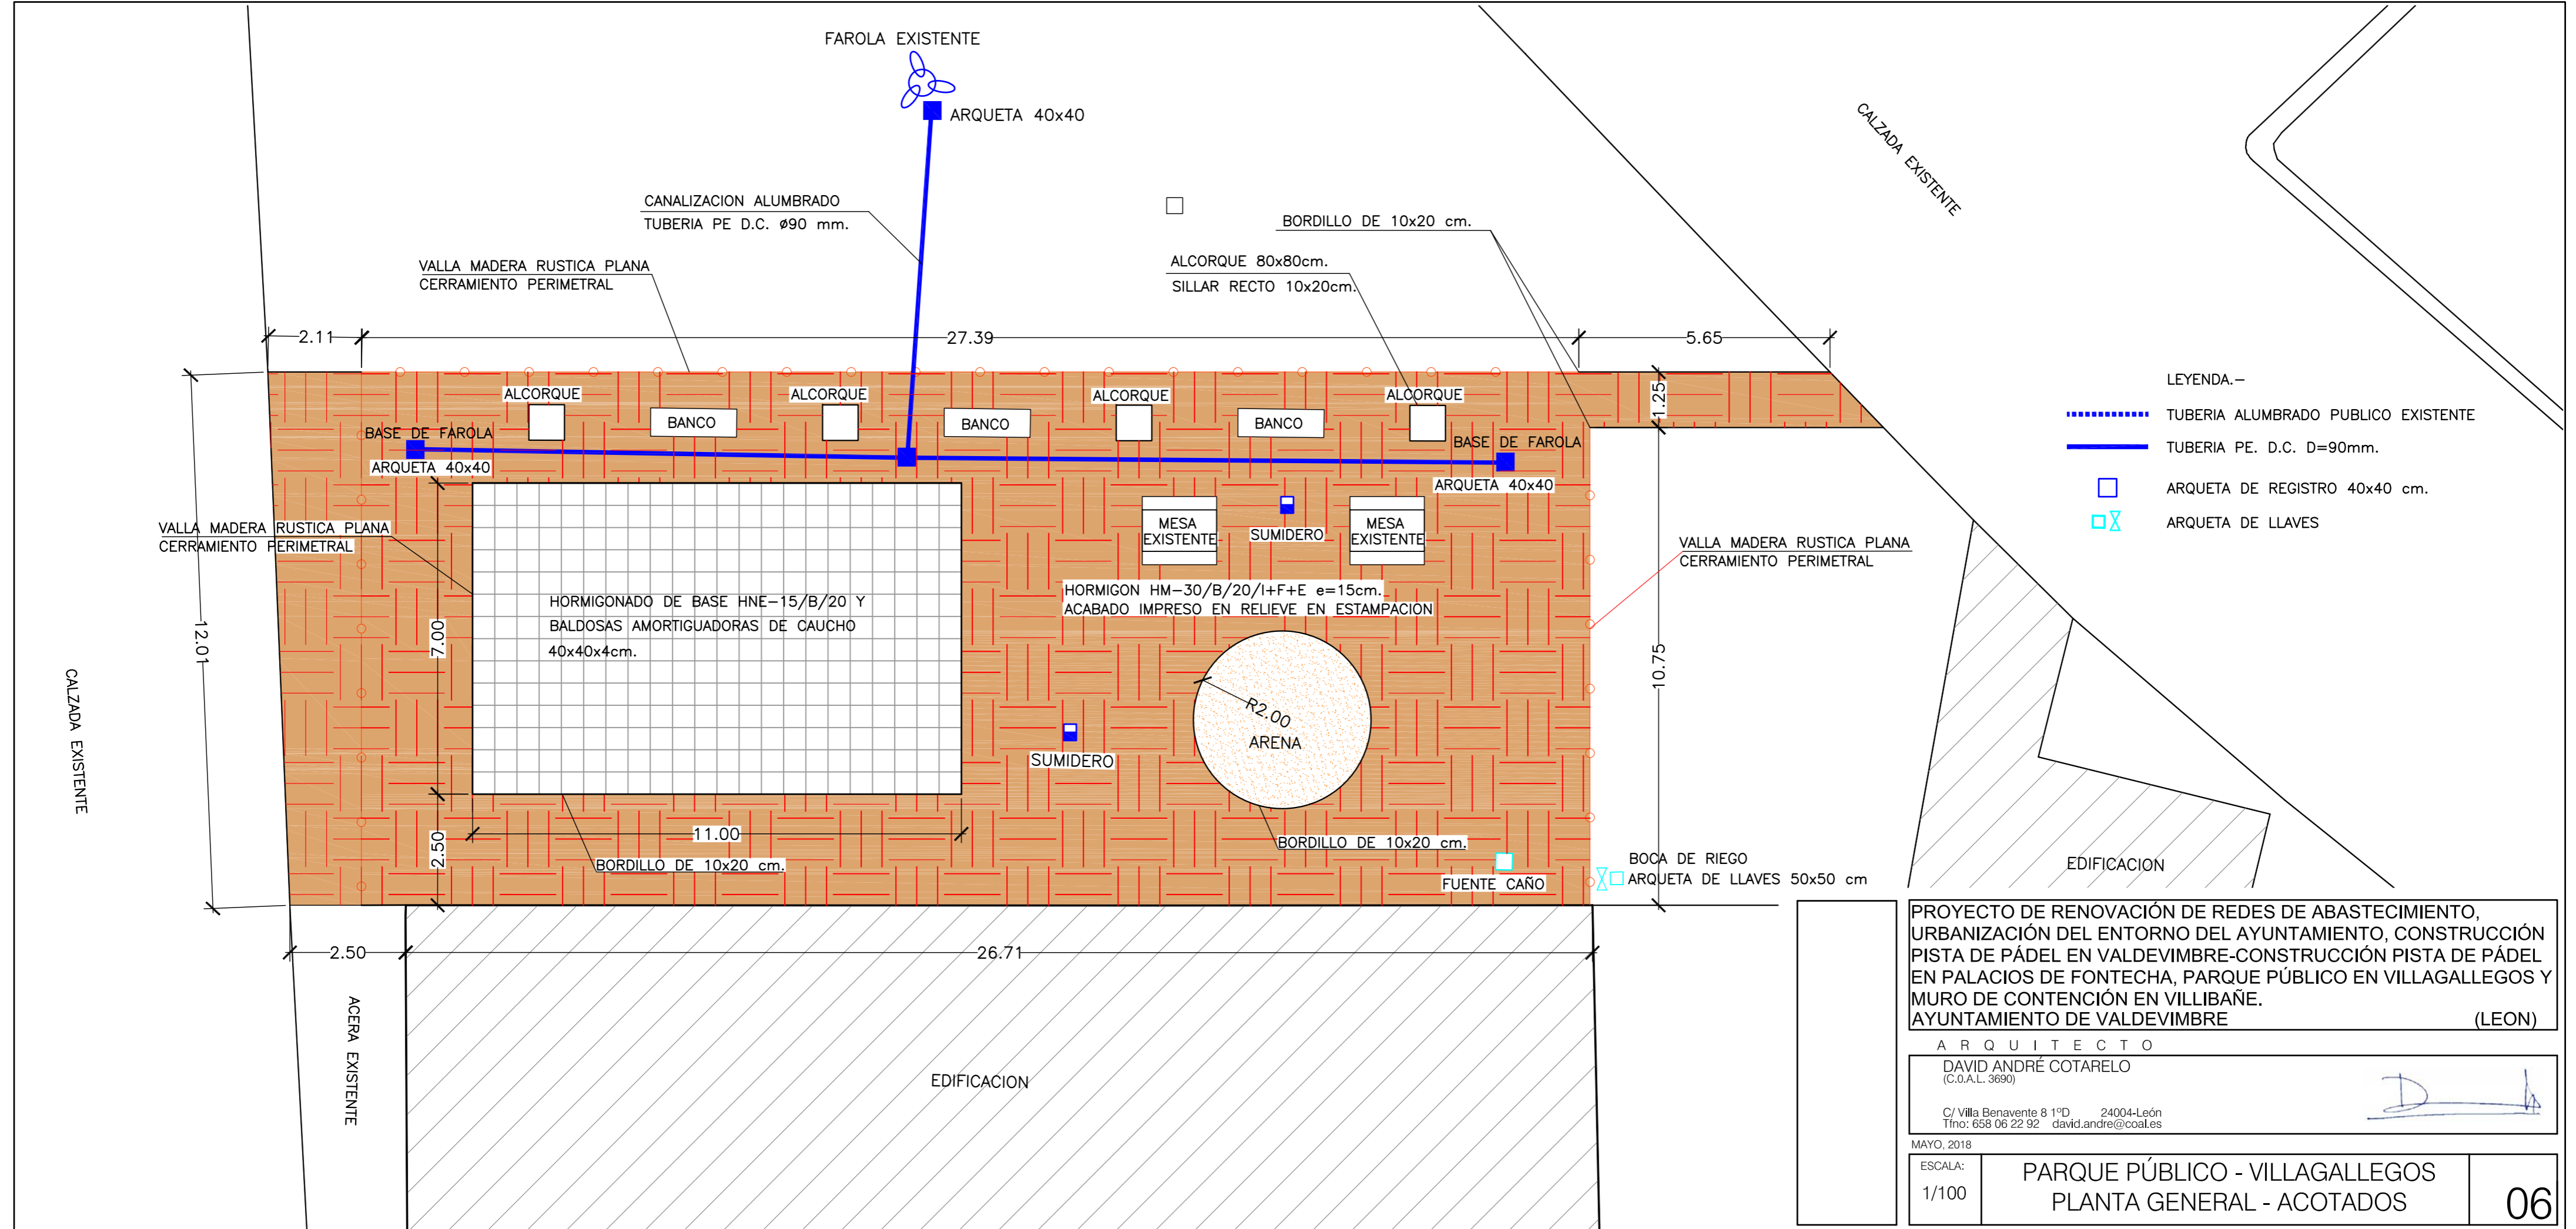 FAROLA EXISTENTE
ARQUETA 40x40
CALZADA EXISTENTE
CANALIZACION ALUMBRADO
TUBERIA PE D.C. ø90 mm.
BORDILLO DE 10x20 cm.
VALLA MADERA RUSTICA PLANA
CERRAMIENTO PERIMETRAL
ALCORQUE 80x80cm.
SILLAR RECTO 10x20cm.
2.11
27.39
5.65
1.25
LEYENDA.-
TUBERIA ALUMBRADO PUBLICO EXISTENTE
TUBERIA PE. D.C. D=90mm.
ARQUETA DE REGISTRO 40x40 cm.
ARQUETA DE LLAVES
ALCORQUE
ALCORQUE
ALCORQUE
ALCORQUE
BANCO
BANCO
BANCO
BASE DE FAROLA
ARQUETA 40x40
BASE DE FAROLA
ARQUETA 40x40
VALLA MADERA RUSTICA PLANA
CERRAMIENTO PERIMETRAL
MESA
EXISTENTE
SUMIDERO
MESA
EXISTENTE
VALLA MADERA RUSTICA PLANA
CERRAMIENTO PERIMETRAL
HORMIGONADO DE BASE HNE-15/B/20 Y
BALDOSAS AMORTIGUADORAS DE CAUCHO
40x40x4cm.
HORMIGON HM-30/B/20/I+F+E e=15cm.
ACABADO IMPRESO EN RELIEVE EN ESTAMPACION
12.01
7.00
10.75
R2.00
ARENA
SUMIDERO
CALZADA EXISTENTE
11.00
2.50
BORDILLO DE 10x20 cm.
BORDILLO DE 10x20 cm.
FUENTE CAÑO
BOCA DE RIEGO
ARQUETA DE LLAVES 50x50 cm
EDIFICACION
2.50
26.71
ACERA EXISTENTE
EDIFICACION
PROYECTO DE RENOVACIÓN DE REDES DE ABASTECIMIENTO,
URBANIZACIÓN DEL ENTORNO DEL AYUNTAMIENTO, CONSTRUCCIÓN
PISTA DE PÁDEL EN VALDEVIMBRE-CONSTRUCCIÓN PISTA DE PÁDEL
EN PALACIOS DE FONTECHA, PARQUE PÚBLICO EN VILLAGALLEGOS Y
MURO DE CONTENCIÓN EN VILLIBAÑE.
AYUNTAMIENTO DE VALDEVIMBRE (LEON)
A R Q U I T E C T O
DAVID ANDRÉ COTARELO
(C.O.A.L. 3690)
C/ Villa Benavente 8 1ºD 24004-León
Tfno: 658 06 22 92 david.andre@coal.es
MAYO, 2018
ESCALA:
1/100
PARQUE PÚBLICO - VILLAGALLEGOS
PLANTA GENERAL - ACOTADOS
06